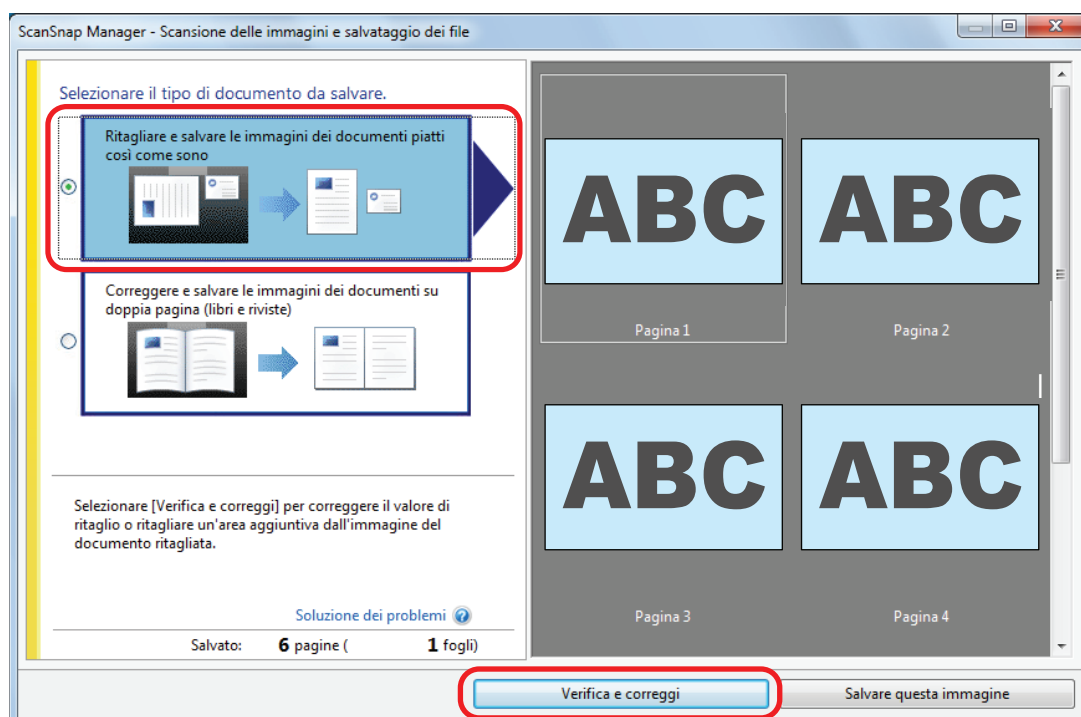 ScanSnap Manager - Scansione delle immagini e salvataggio dei file
Selezionare il tipo di documento da salvare.
Ritagliare e salvare le immagini dei documenti piatti
così come sono
Correggere e salvare le immagini dei documenti su
doppia pagina (libri e riviste)
Selezionare [Verifica e correggi] per correggere il valore di
ritaglio o ritagliare un'area aggiuntiva dall'immagine del
documento ritagliata.
Soluzione dei problemi
Salvato: 6 pagine ( 1 fogli)
ABC ABC
Pagina 1 Pagina 2
ABC ABC
Pagina 3 Pagina 4
Verifica e correggi Salvare questa immagine